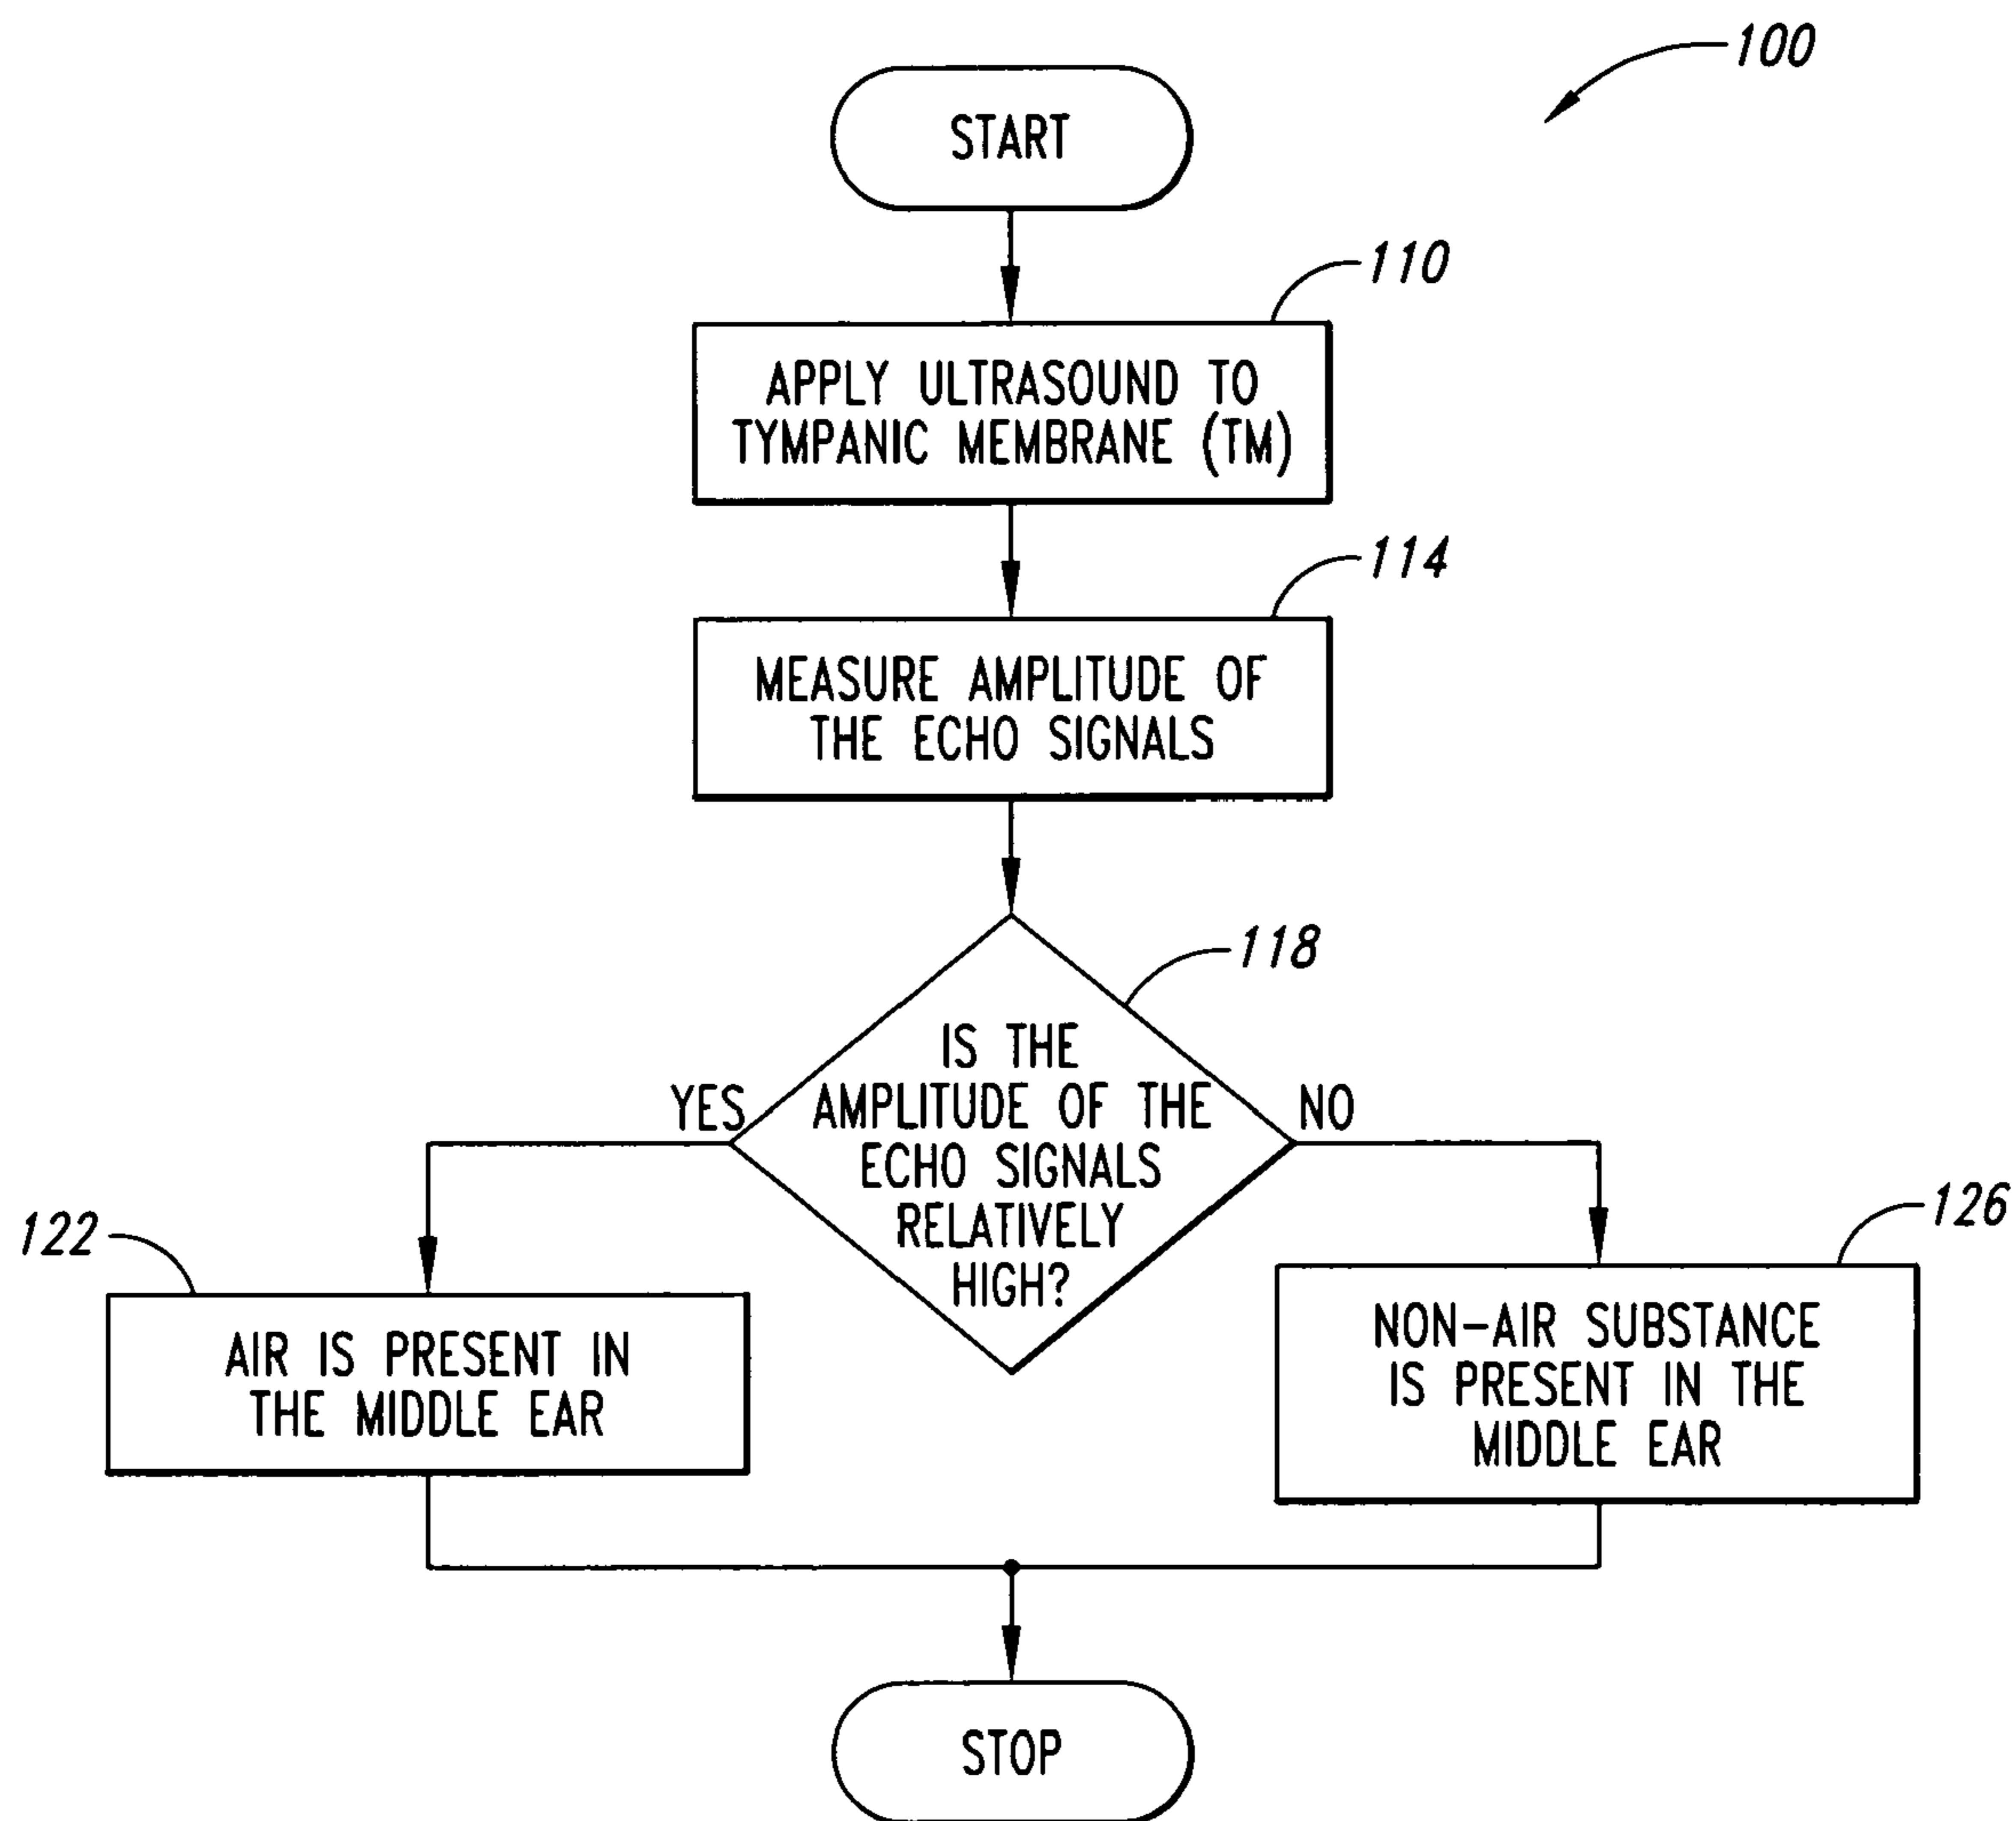 100
START
110
APPLY ULTRASOUND TO
TYMPANIC MEMBRANE (TM)
114
MEASURE AMPLITUDE OF
THE ECHO SIGNALS
118
IS THE
AMPLITUDE OF THE
ECHO SIGNALS
RELATIVELY
HIGH?
YES
NO
122
AIR IS PRESENT IN
THE MIDDLE EAR
126
NON-AIR SUBSTANCE
IS PRESENT IN THE
MIDDLE EAR
STOP